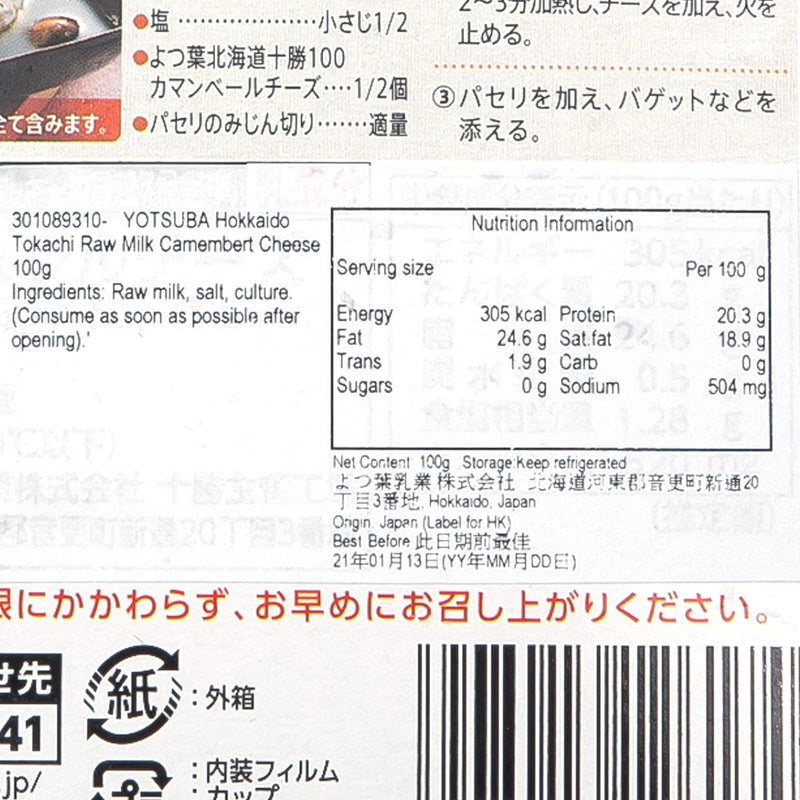 ●塩………………小さじ1/2
●よつ葉北海道十勝100
カマンベールチーズ····1/2個
●パセリのみじん切り·······適量
全て含みます。
2～3分加熱し、チーズを加え、火を
止める。
③パセリを加え、バゲットなどを
添える。
301089310- YOTSUBA Hokkaido
Tokachi Raw Milk Camembert Cheese
100g
Ingredients: Raw milk, salt, culture.
(Consume as soon as possible after
opening).'
Nutrition Information
Serving size Per 100 g
Energy 305 kcal Protein 20.3 g
Fat 24.6 g Sat.fat 18.9 g
Trans 1.9 g Carb 0 g
Sugars 0 g Sodium 504 mg
Net Content: 100g Storage:Keep refrigerated
よつ葉乳業株式会社 北海道河東郡音更町新通20
丁目3番地, Hokkaido, Japan
Origin: Japan (Label for HK)
Best Before 此日期前最佳
21年01月13日(YY年MM月DD日)
限にかかわらず、お早めにお召し上がりください。
せ先
41
.jp/
紙
：外箱
：内装フィルム
：カップ